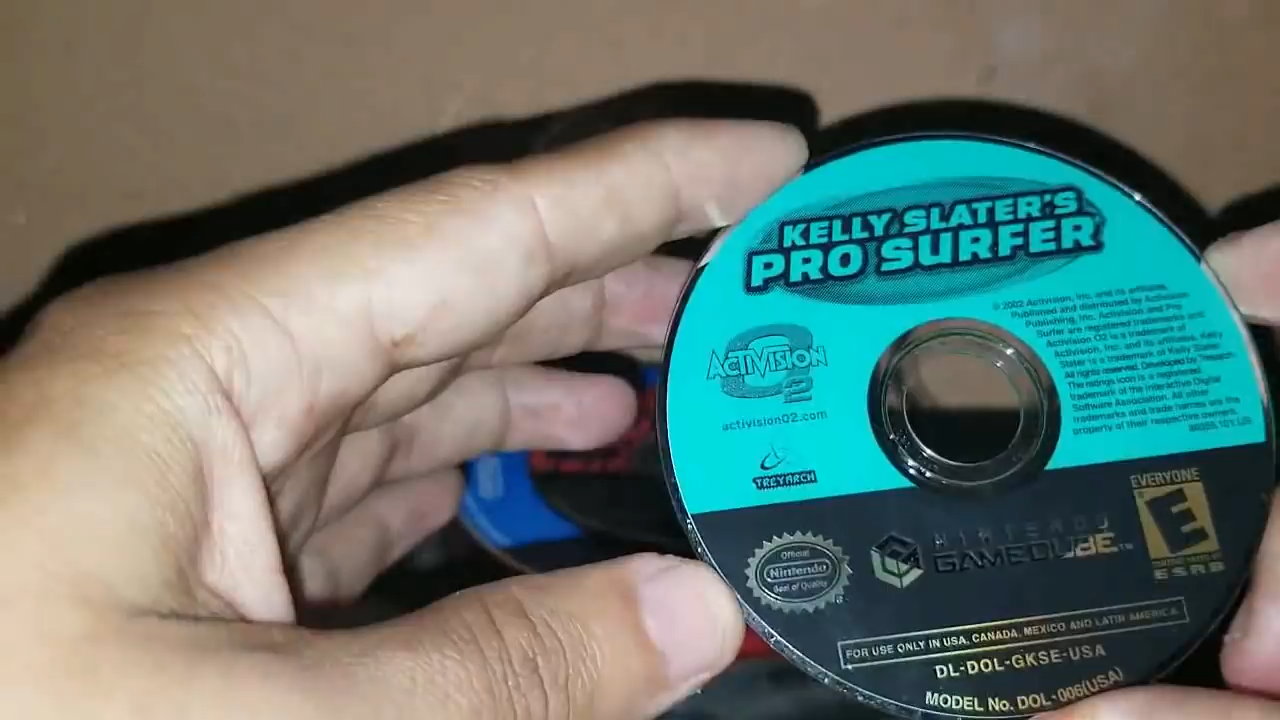 KELLY SLATER'S
PRO SURFER
© 2002 Activision, Inc. and its affiliates.
Published and distributed by Activision
Publishing, Inc. Activision and Pro
Surfer are registered trademarks and
Activision O2 is a trademark of
Activision, Inc. and its affiliates. Kelly
Slater is a trademark of Kelly Slater.
All rights reserved. Developed by Treyarch.
The ratings icon is a registered
trademark of the Interactive Digital
Software Association. All other
trademarks and trade names are the
property of their respective owners.
ACTIVISION
O2
activisionO2.com
TREYARCH
EVERYONE
E
ESRB
Official
Nintendo
Seal of Quality
NINTENDO
GAMECUBE™
FOR USE ONLY IN USA, CANADA, MEXICO AND LATIN AMERICA.
DL-DOL-GKSE-USA
MODEL No. DOL-006(USA)